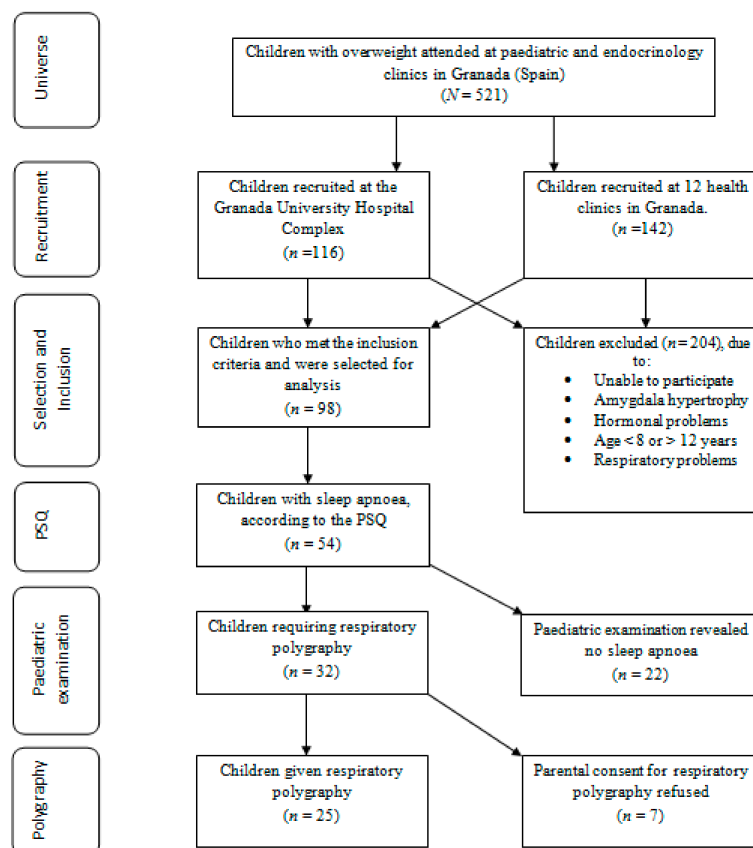 Universe
Children with overweight attended at paediatric and endocrinology
clinics in Granada (Spain)
(N = 521)
Recruitment
Children recruited at the
Granada University Hospital
Complex
(n =116)
Children recruited at 12 health
clinics in Granada.
(n =142)
Selection and
Inclusion
Children who met the inclusion
criteria and were selected for
analysis
(n = 98)
Children excluded (n = 204), due
to:
• Unable to participate
• Amygdala hypertrophy
• Hormonal problems
• Age < 8 or > 12 years
• Respiratory problems
PSQ
Children with sleep apnoea,
according to the PSQ
(n = 54)
Paediatric
examination
Children requiring respiratory
polygraphy
(n = 32)
Paediatric examination revealed
no sleep apnoea
(n = 22)
Polygraphy
Children given respiratory
polygraphy
(n = 25)
Parental consent for respiratory
polygraphy refused
(n = 7)